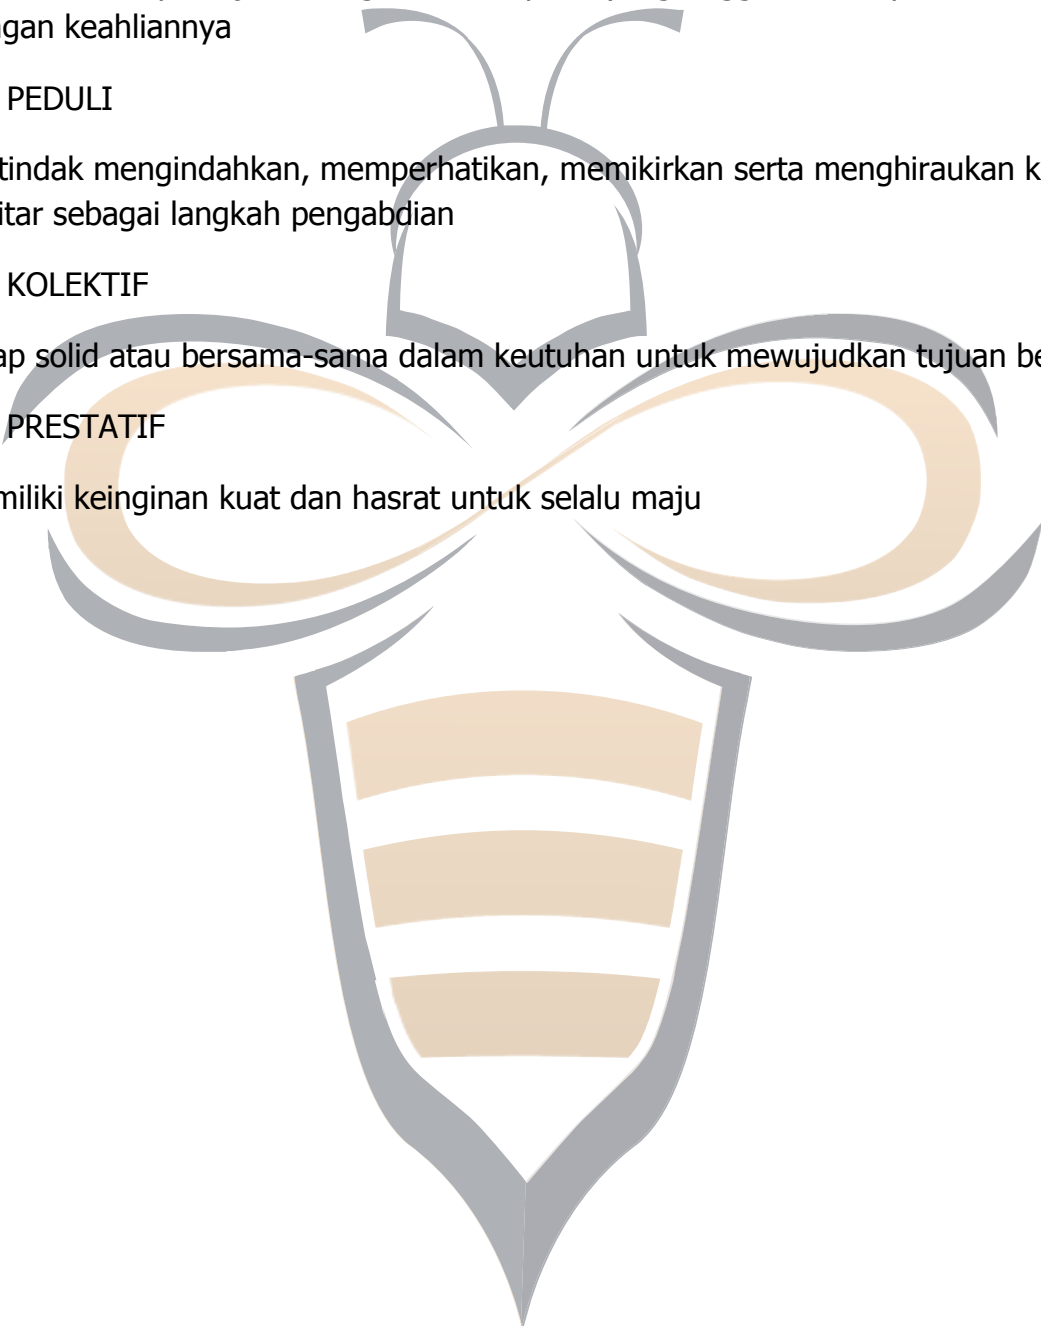 ngan keahliannya
PEDULI
tindak mengindahkan, memperhatikan, memikirkan serta menghiraukan k
itar sebagai langkah pengabdian
KOLEKTIF
ap solid atau bersama-sama dalam keutuhan untuk mewujudkan tujuan be
PRESTATIF
miliki keinginan kuat dan hasrat untuk selalu maju